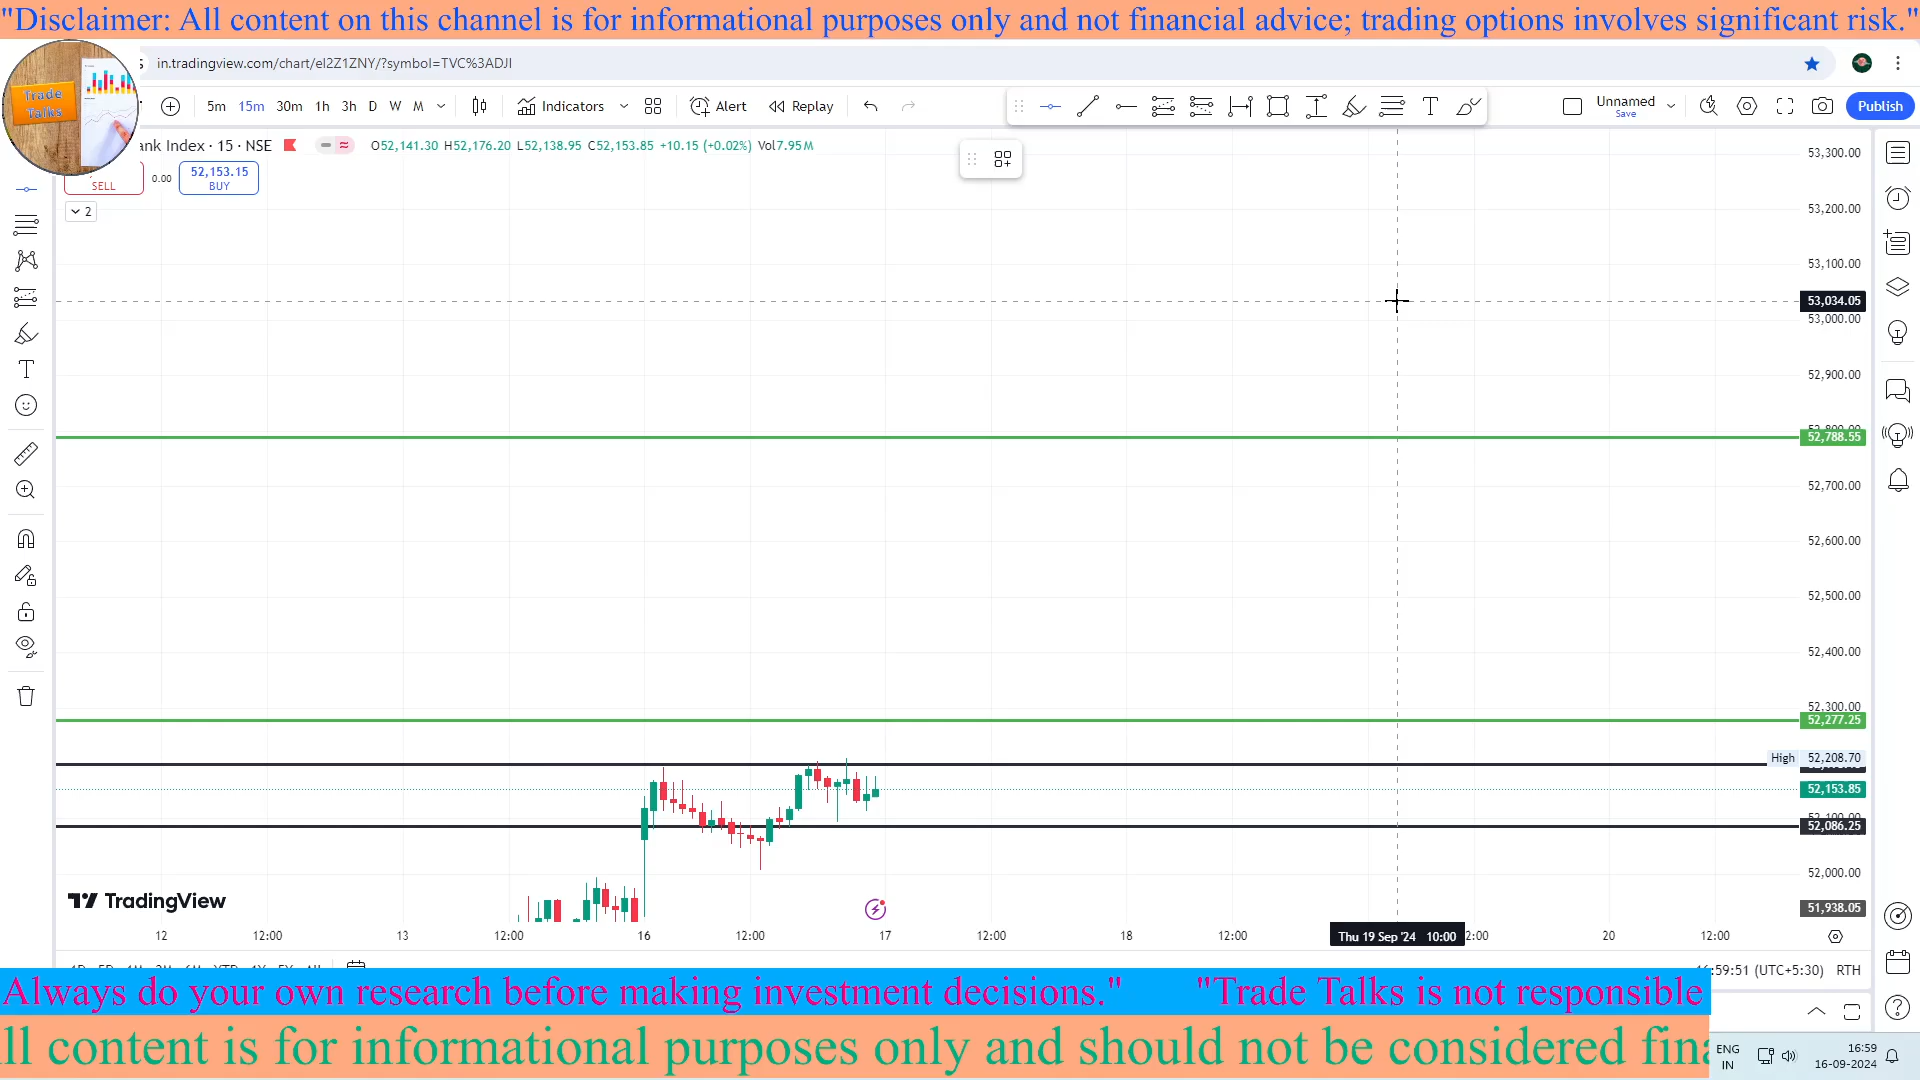 "Disclaimer: All content on this channel is for informational purposes only and not financial advice; trading options involves significant risk."
in.tradingview.com/chart/el2Z1ZNY/?symbol=TVC%3ADJI
Trade Talks
5m 15m 30m 1h 3h D W M Indicators Alert Replay Unnamed Save Publish
ank Index · 15 · NSE O52,141.30 H52,176.20 L52,138.95 C52,153.85 +10.15 (+0.02%) Vol7.95M
SELL 0.00 52,153.15 BUY
2
53,300.00
53,200.00
53,100.00
53,034.05
53,000.00
52,900.00
52,788.55
52,700.00
52,600.00
52,500.00
52,400.00
52,300.00
52,277.25
High 52,208.70
52,153.85
52,100.00
52,086.25
52,000.00
51,938.05
TradingView
12 12:00 13 12:00 16 12:00 17 12:00 18 12:00 Thu 19 Sep '24 10:00 2:00 20 12:00
:59:51 (UTC+5:30) RTH
Always do your own research before making investment decisions." "Trade Talks is not responsible
ll content is for informational purposes only and should not be considered fina
ENG IN
16:59
16-09-2024